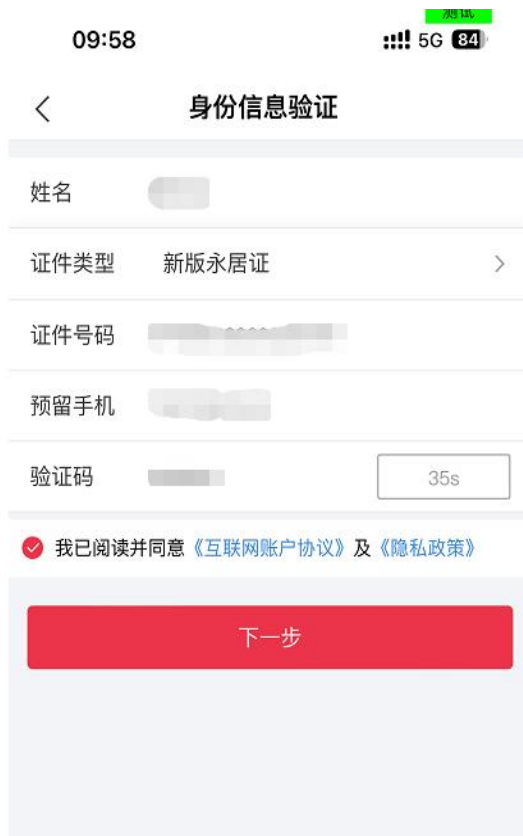 测试
09:58 5G 84
身份信息验证
姓名
证件类型 新版永居证
证件号码
预留手机
验证码 35s
我已阅读并同意《互联网账户协议》及《隐私政策》
下一步